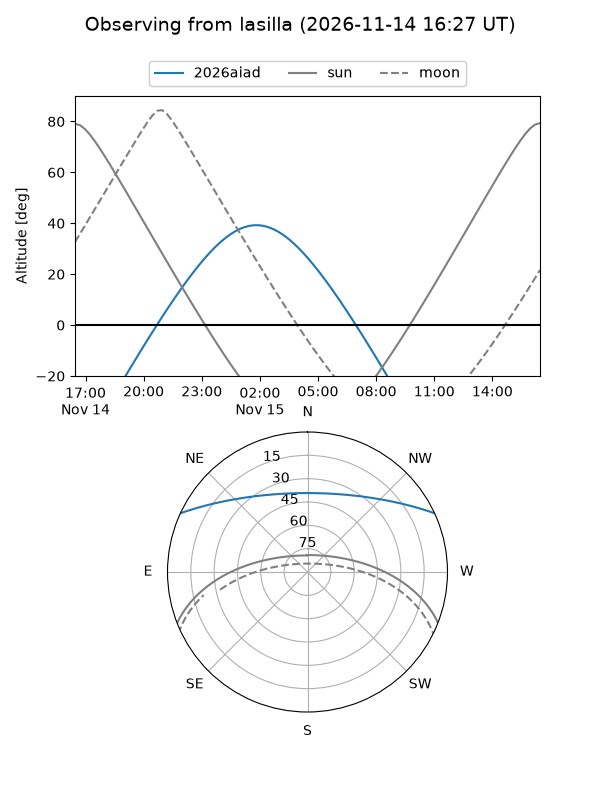 Observing from lasilla (2026-11-14 16:27 UT)
2026aiad sun moon
Altitude [deg]
80
60
40
20
0
−20
17:00 20:00 23:00 02:00 05:00 08:00 11:00 14:00
Nov 14 Nov 15
N
NE NW
15
30
45
60
75
E W
SE SW
S